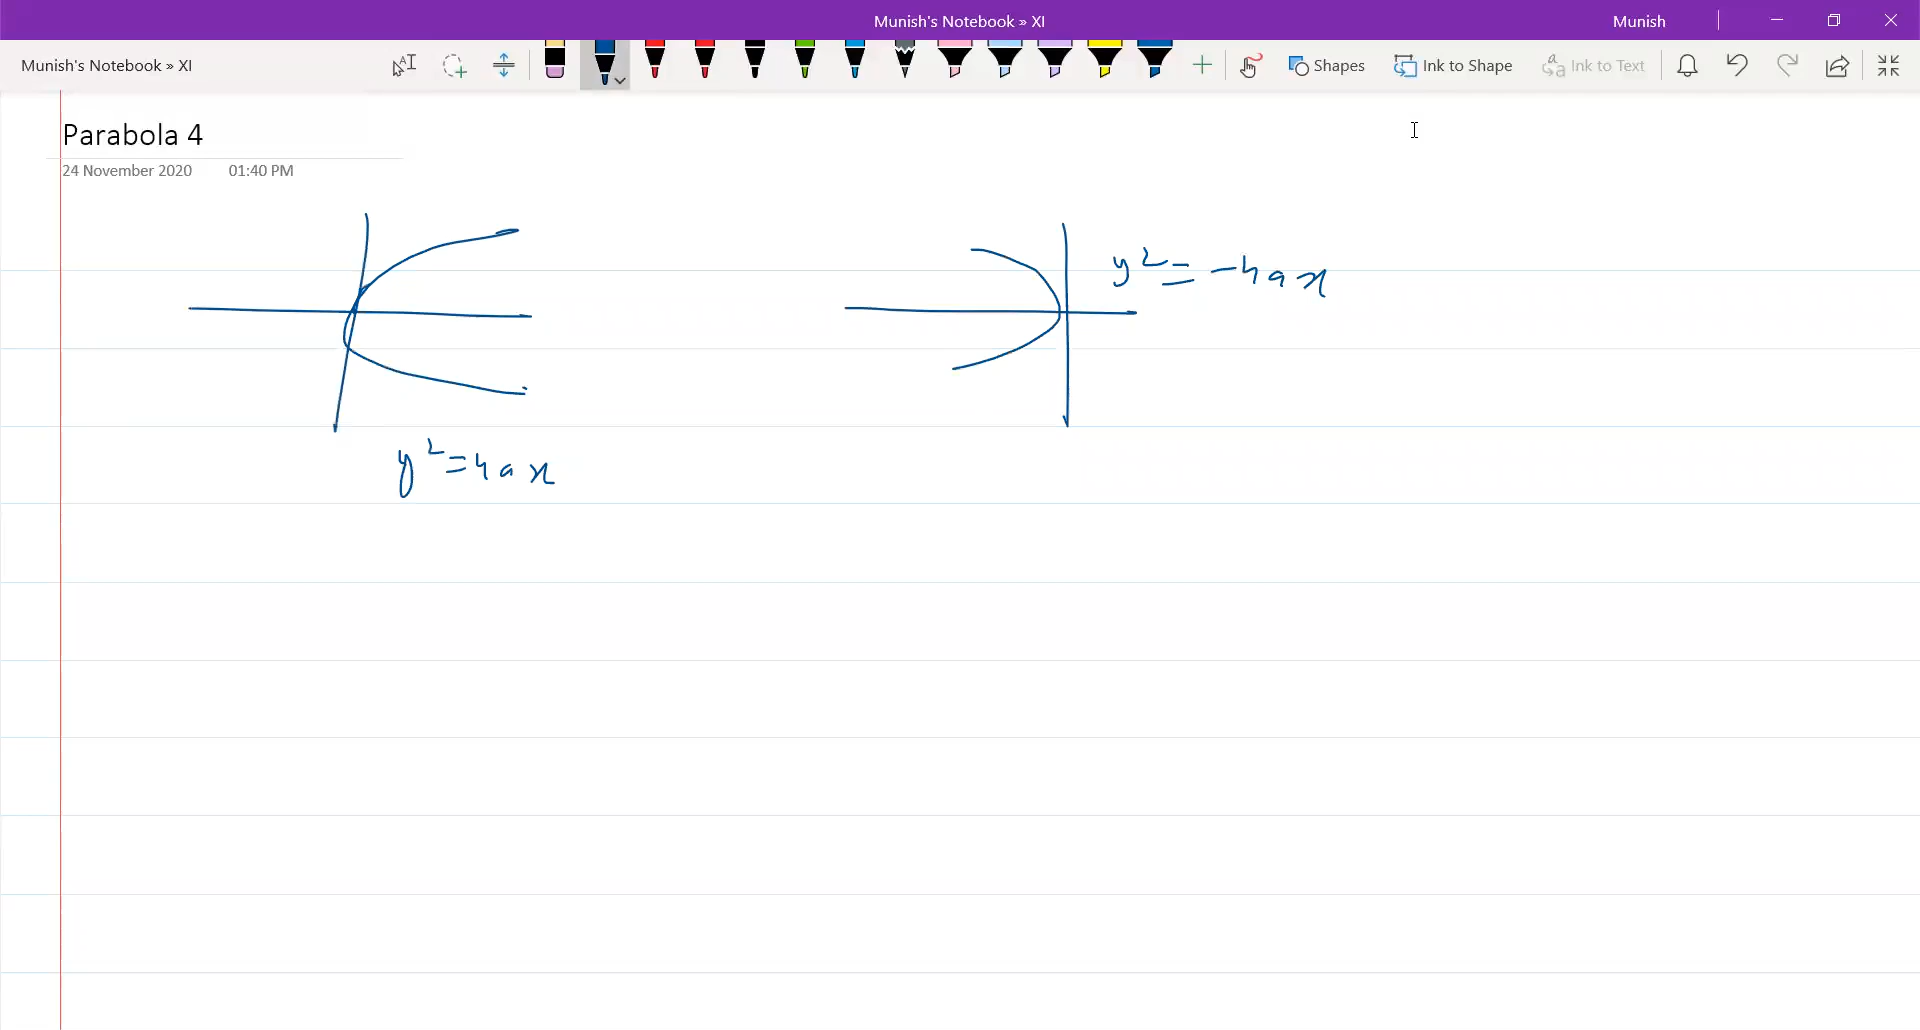 Munish's Notebook » XI
Munish
Munish's Notebook » XI
Shapes
Ink to Shape
Ink to Text
Parabola 4
24 November 2020 01:40 PM
y² = 4ax
y² = -4ax